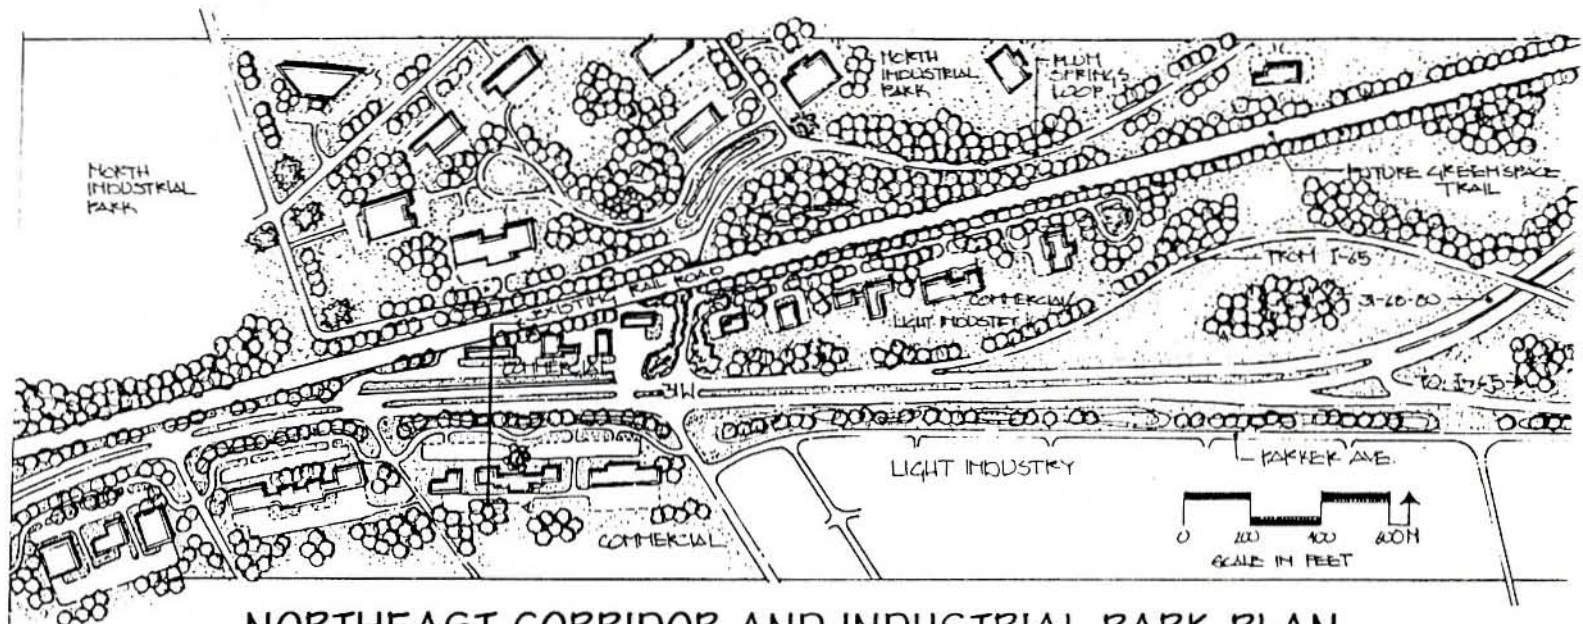 NORTH
INDUSTRIAL
PARK
PLUM
SPRINGS
LOOP
NORTH
INDUSTRIAL
PARK
FUTURE GREENSPACE
TRAIL
FROM I-65
31-68-80
EXISTING RAIL ROAD
COMMERCIAL/
LIGHT INDUSTRY
COMMERCIAL
31W
TO I-65
LIGHT INDUSTRY
PARKER AVE.
COMMERCIAL
0 200 400 600 N
SCALE IN FEET
NORTHEAST CORRIDOR AND INDUSTRIAL PARK PLAN